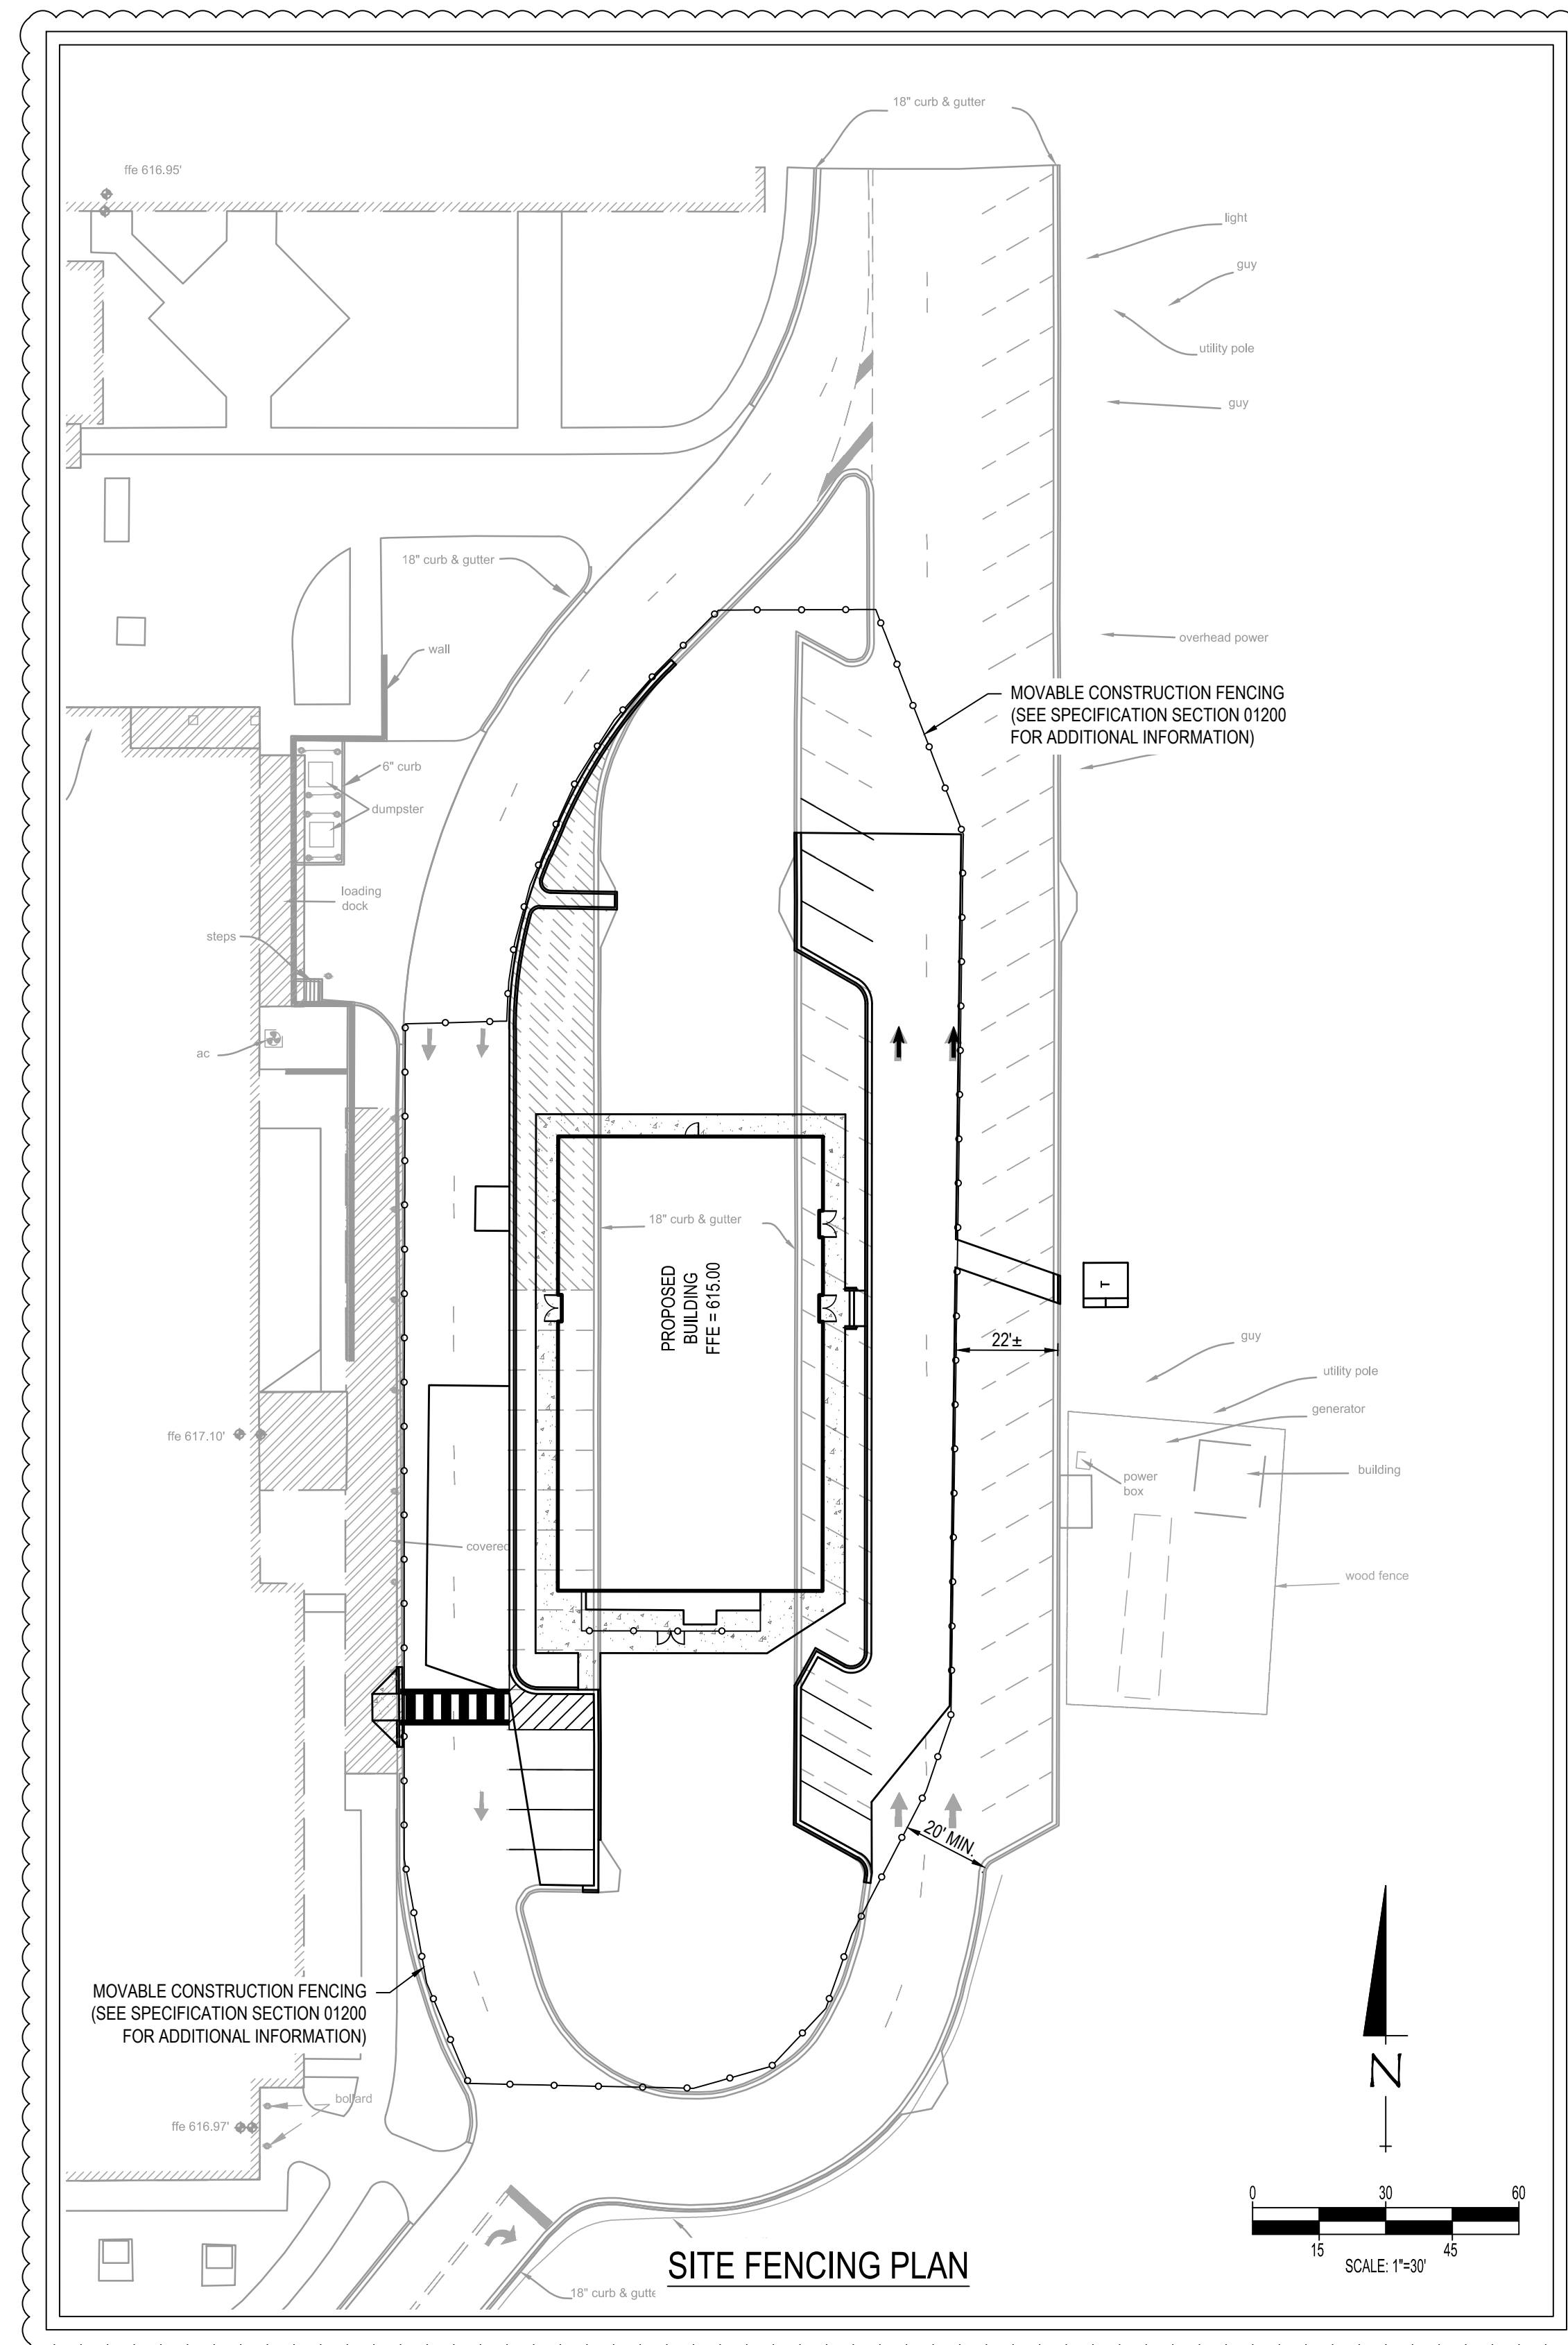 18" curb & gutter
ffe 616.95'
light
guy
utility pole
guy
18" curb & gutter
overhead power
wall
MOVABLE CONSTRUCTION FENCING
(SEE SPECIFICATION SECTION 01200
FOR ADDITIONAL INFORMATION)
6" curb
dumpster
loading
dock
steps
ac
18" curb & gutter
PROPOSED
BUILDING
FFE = 615.00
T
22'±
guy
utility pole
generator
ffe 617.10'
building
power
box
covered
wood fence
20' MIN.
MOVABLE CONSTRUCTION FENCING
(SEE SPECIFICATION SECTION 01200
FOR ADDITIONAL INFORMATION)
N
bollard
ffe 616.97'
0 30 60
15 45
SCALE: 1"=30'
SITE FENCING PLAN
18" curb & gutte